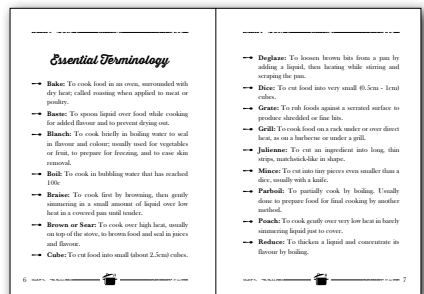 Essential Terminology
Bake: To cook food in an oven, surrounded with
dry heat; called roasting when applied to meat or
poultry.
Baste: To spoon liquid over food while cooking
for added flavour and to prevent drying out.
Blanch: To cook briefly in boiling water to seal
in flavour and colour; usually used for vegetables
or fruit, to prepare for freezing, and to ease skin
removal.
Boil: To cook in bubbling water that has reached
100c
Braise: To cook first by browning, then gently
simmering in a small amount of liquid over low
heat in a covered pan until tender.
Brown or Sear: To cook over high heat, usually
on top of the stove, to brown food and seal in juices
and flavour.
Cube: To cut food into small (about 2.5cm) cubes.
6
Deglaze: To loosen brown bits from a pan by
adding a liquid, then heating while stirring and
scraping the pan.
Dice: To cut food into very small (0.5cm - 1cm)
cubes.
Grate: To rub foods against a serrated surface to
produce shredded or fine bits.
Grill: To cook food on a rack under or over direct
heat, as on a barbecue or under a grill.
Julienne: To cut an ingredient into long, thin
strips, matchstick-like in shape.
Mince: To cut into tiny pieces even smaller than a
dice, usually with a knife.
Parboil: To partially cook by boiling. Usually
done to prepare food for final cooking by another
method.
Poach: To cook gently over very low heat in barely
simmering liquid just to cover.
Reduce: To thicken a liquid and concentrate its
flavour by boiling.
7